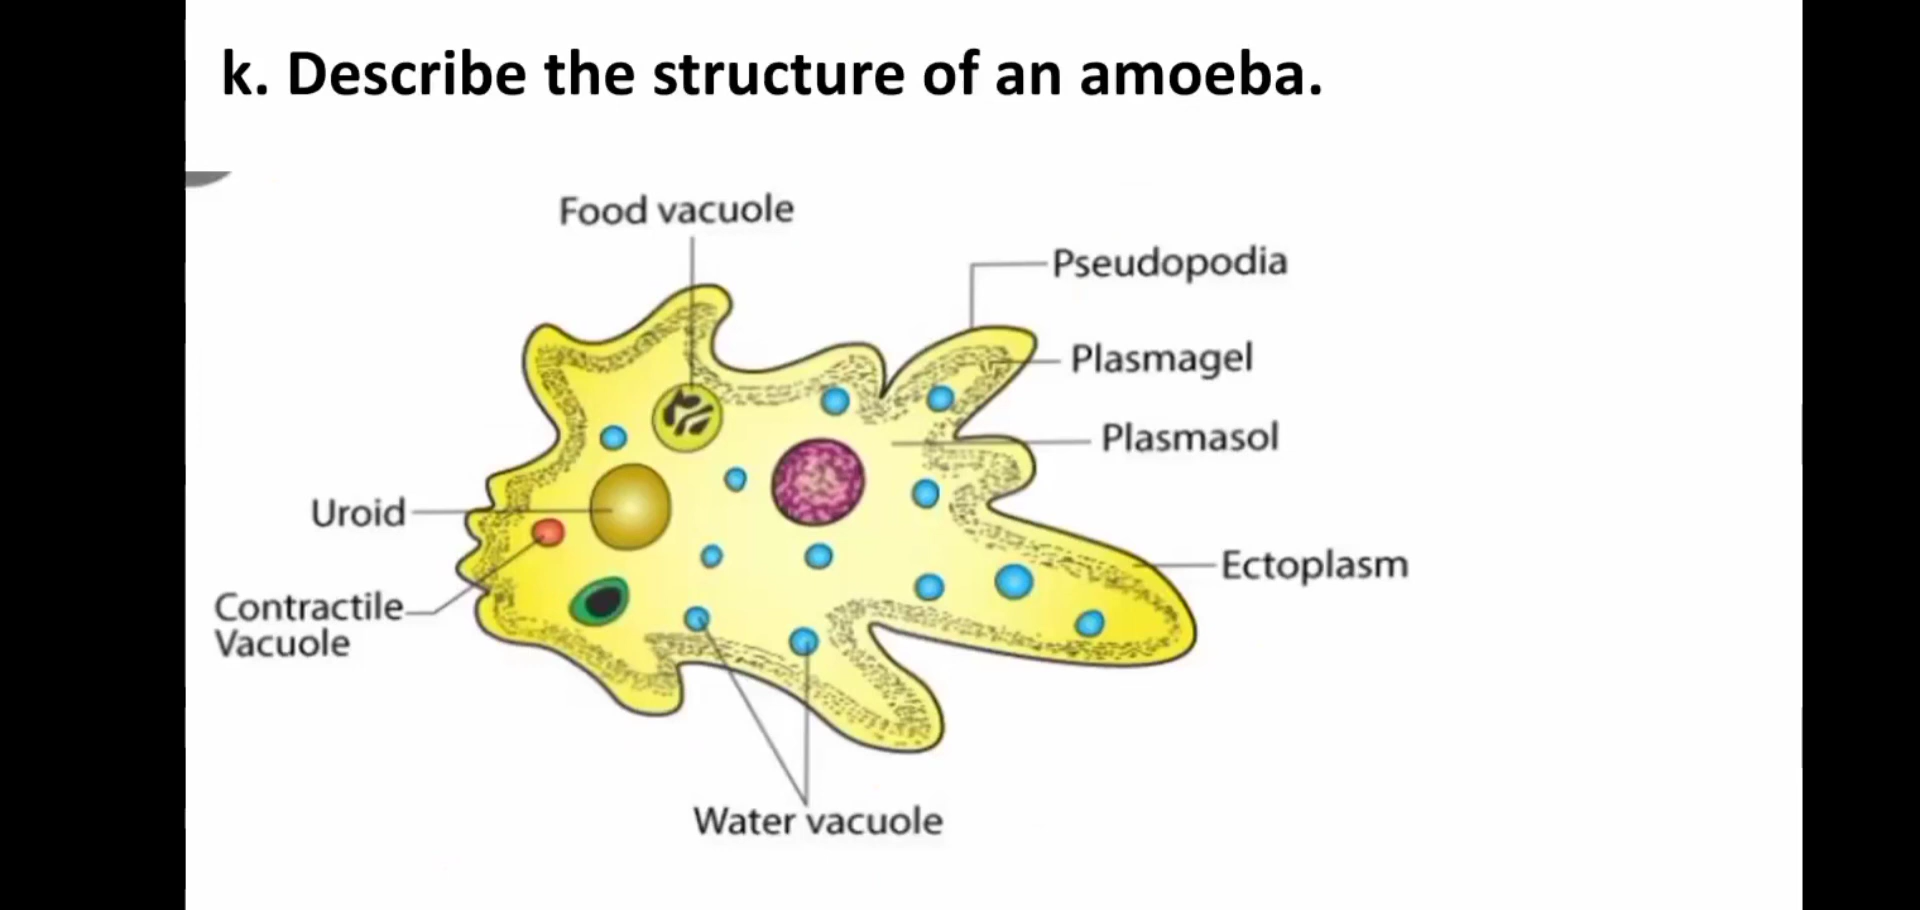 k. Describe the structure of an amoeba.
Food vacuole
Pseudopodia
Plasmagel
Plasmasol
Uroid
Ectoplasm
Contractile
Vacuole
Water vacuole